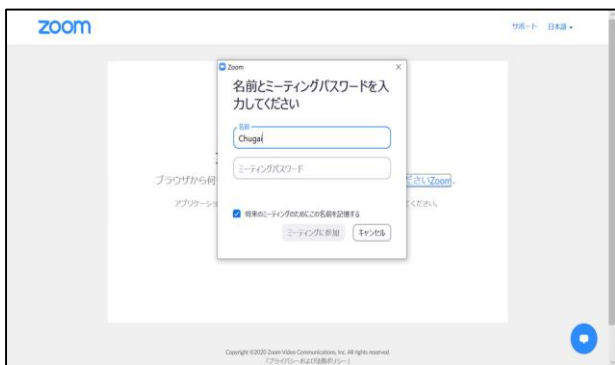 zoom
サポート 日本語
Zoom
名前とミーティングパスワードを入
力してください
名前
Chugai
ミーティングパスワード
ブラウザから何
ださいZoom。
アプリケーショ
てください。
将来のミーティングのためにこの名前を記憶する
ミーティングに参加 キャンセル
Copyright ©2020 Zoom Video Communications, Inc. All rights reserved.
「プライバシーおよび法務ポリシー」